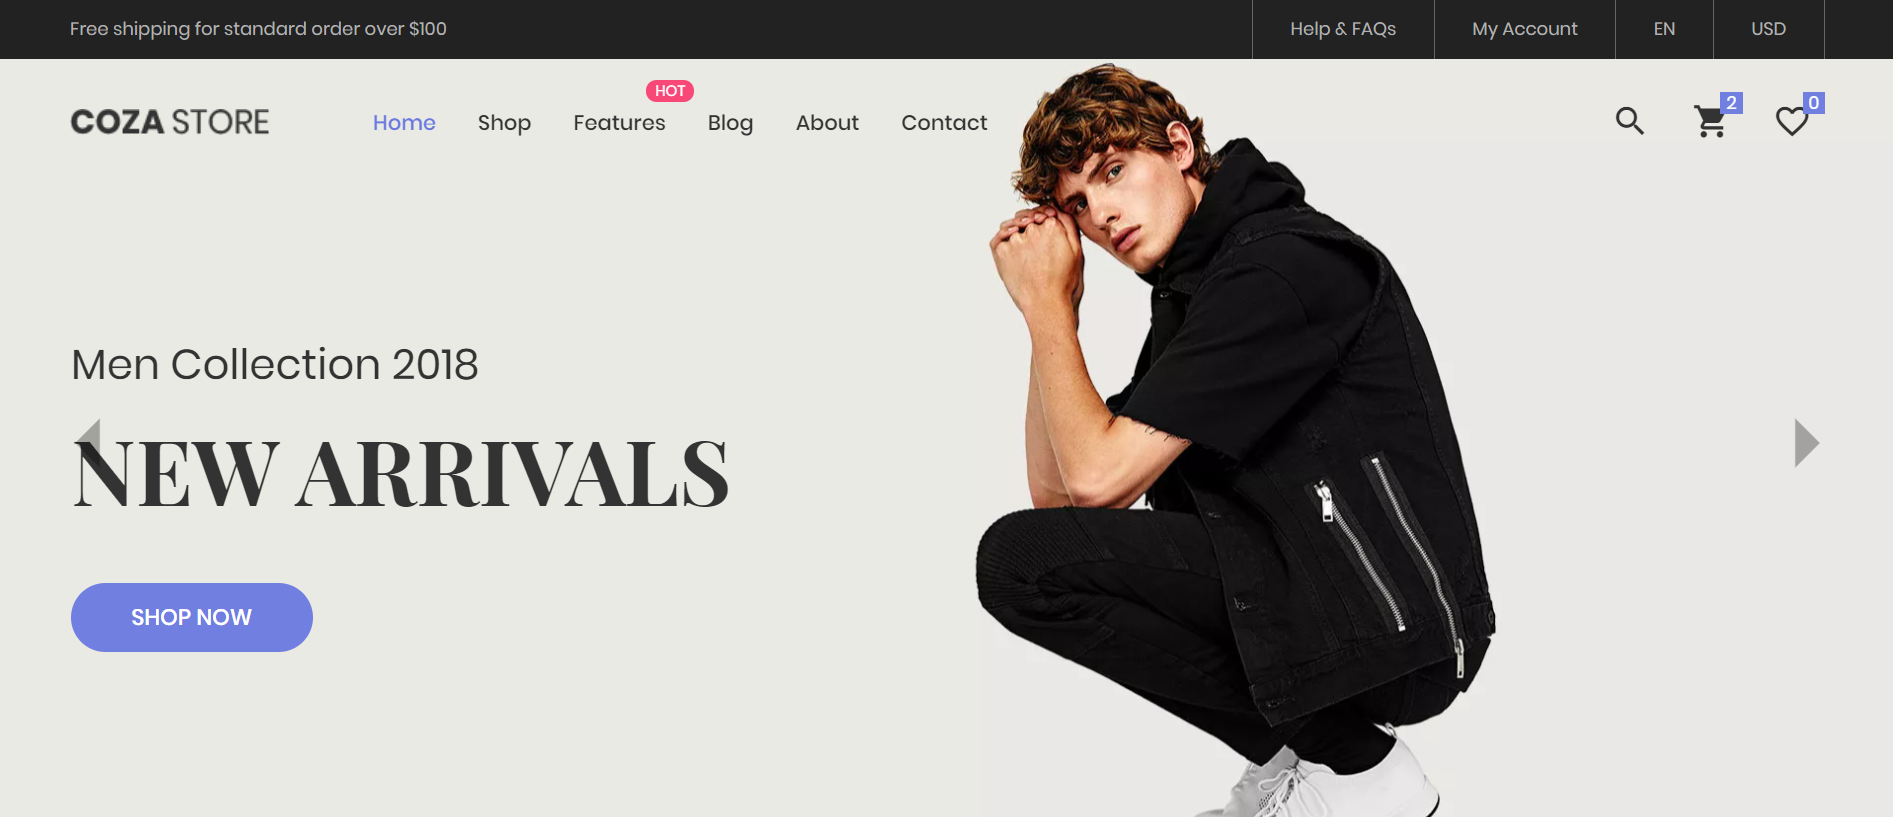 Free shipping for standard order over $100
Help & FAQs
My Account
EN
USD
COZA STORE
Home
Shop
Features
HOT
Blog
About
Contact
2
0
Men Collection 2018
NEW ARRIVALS
SHOP NOW